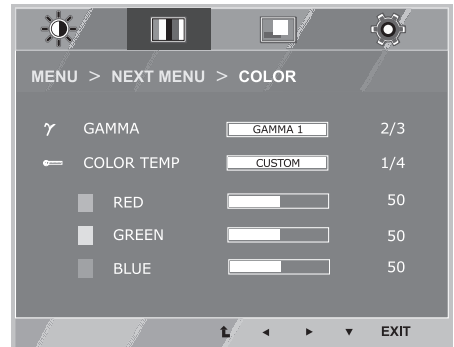 MENU > NEXT MENU > COLOR
γ GAMMA GAMMA 1 2/3
COLOR TEMP CUSTOM 1/4
RED 50
GREEN 50
BLUE 50
EXIT